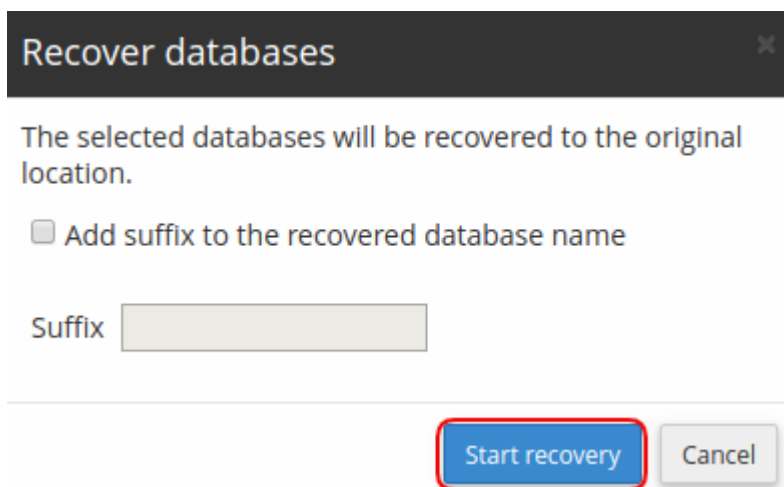 Recover databases
The selected databases will be recovered to the original
location.
Add suffix to the recovered database name
Suffix
Start recovery
Cancel